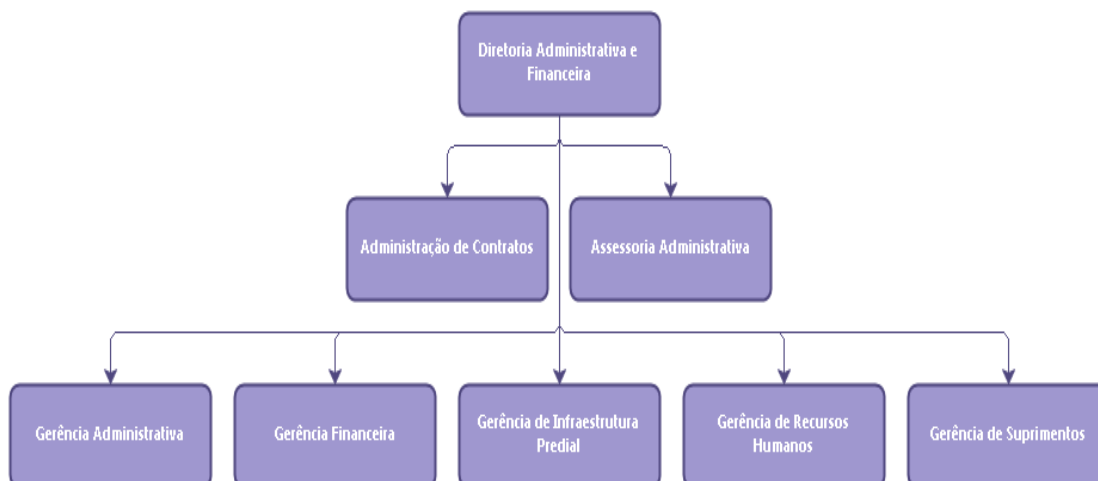 Diretoria Administrativa e
Financeira
Administração de Contratos
Assessoria Administrativa
Gerência Administrativa
Gerência Financeira
Gerência de Infraestrutura
Predial
Gerência de Recursos
Humanos
Gerência de Suprimentos